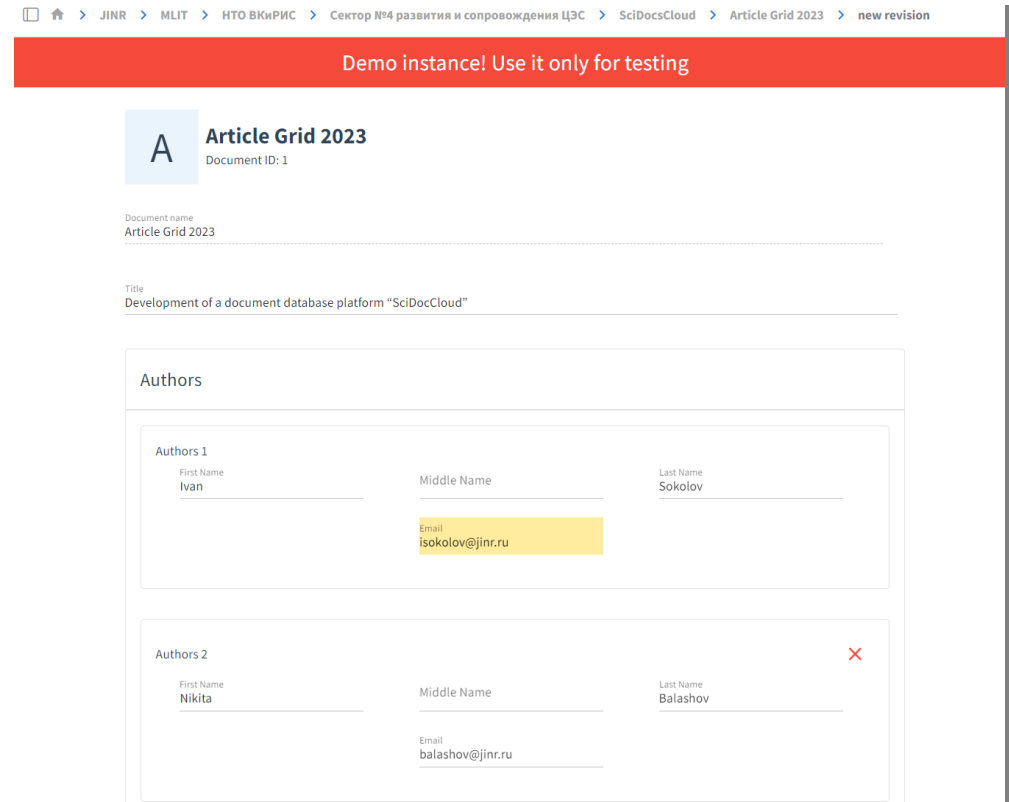 JINR > MLIT > НТО ВКиРИС > Сектор №4 развития и сопровождения ЦЭС > SciDocsCloud > Article Grid 2023 > new revision
Demo instance! Use it only for testing
A
Article Grid 2023
Document ID: 1
Document name
Article Grid 2023
Title
Development of a document database platform “SciDocCloud”
Authors
Authors 1
First Name Middle Name Last Name
Ivan Sokolov
Email
isokolov@jinr.ru
Authors 2
First Name Middle Name Last Name
Nikita Balashov
Email
balashov@jinr.ru